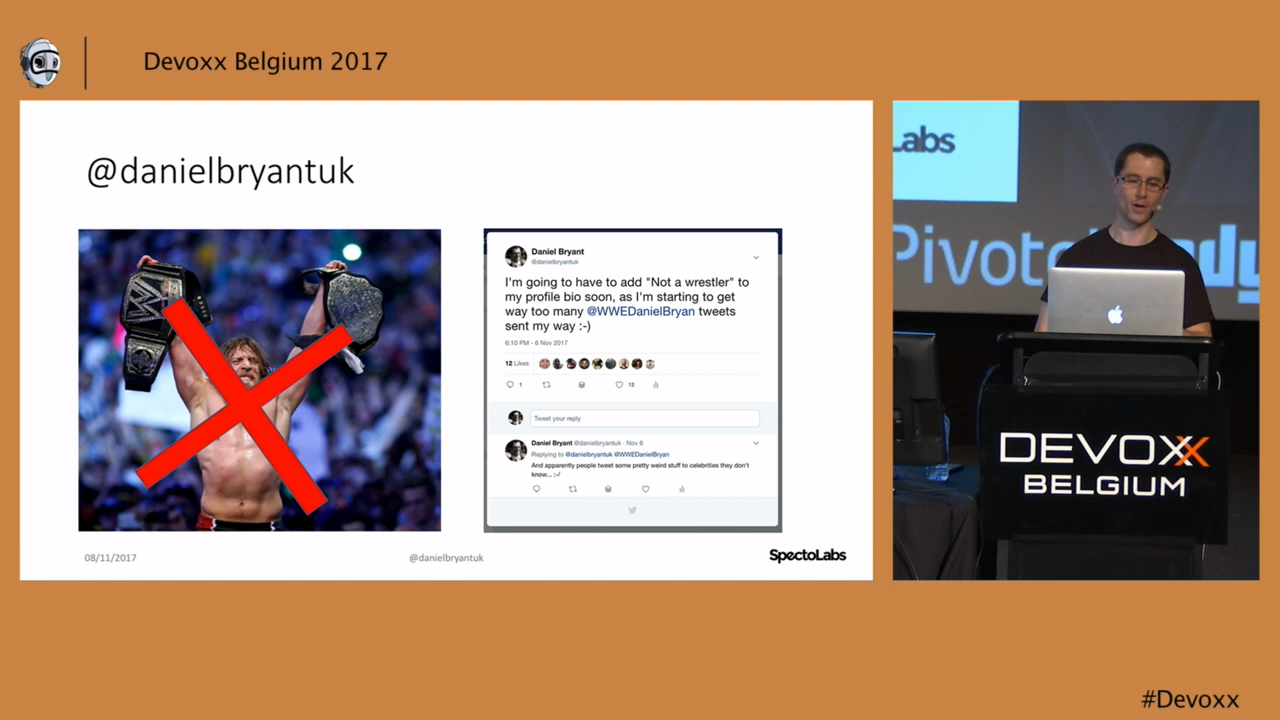 Devoxx Belgium 2017
@danielbryantuk
Daniel Bryant
@danielbryantuk
I'm going to have to add "Not a wrestler" to
my profile bio soon, as I'm starting to get
way too many @WWEDanielBryan tweets
sent my way :-)
6:10 PM - 6 Nov 2017
12 Likes
1
12
Tweet your reply
Daniel Bryant @danielbryantuk · Nov 6
Replying to @danielbryantuk @WWEDanielBryan
And apparently people tweet some pretty weird stuff to celebrities they don't
know... :-/
08/11/2017
@danielbryantuk
SpectoLabs
Labs
Pivot
DEVOXX
BELGIUM
#Devoxx